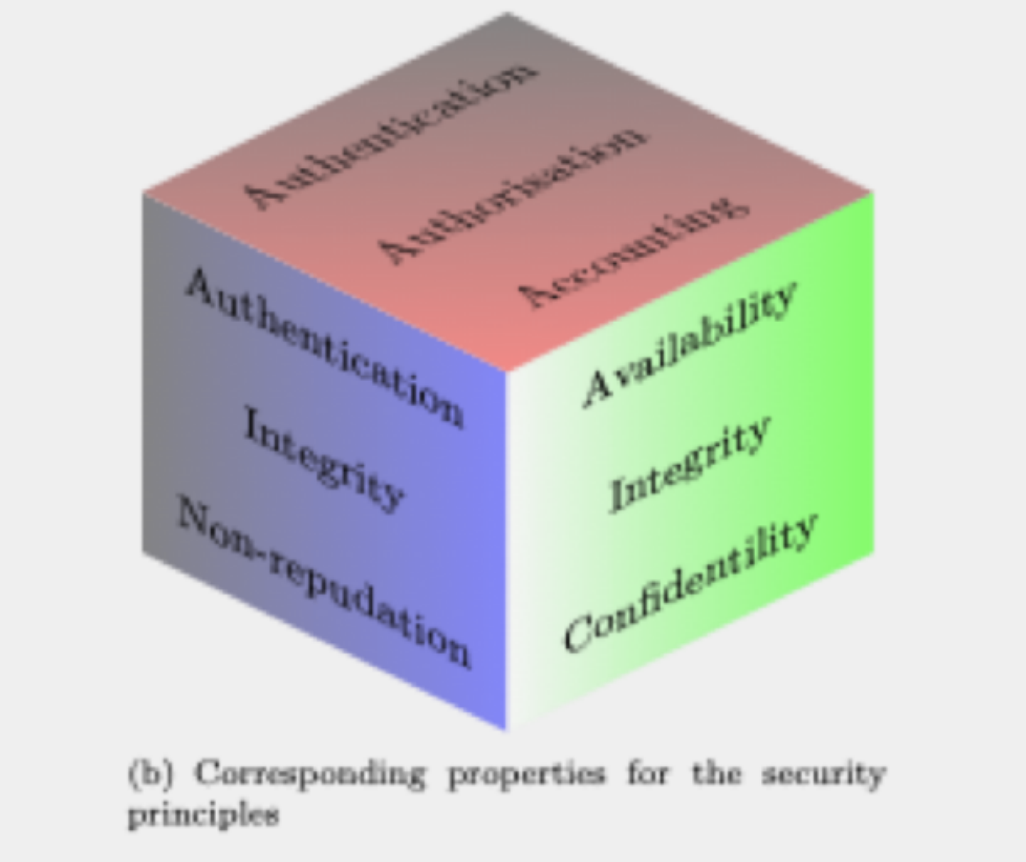 Authentication
Authorisation
Accounting
Authentication
Integrity
Non-repudation
Availability
Integrity
Confidentility
(b) Corresponding properties for the security
principles